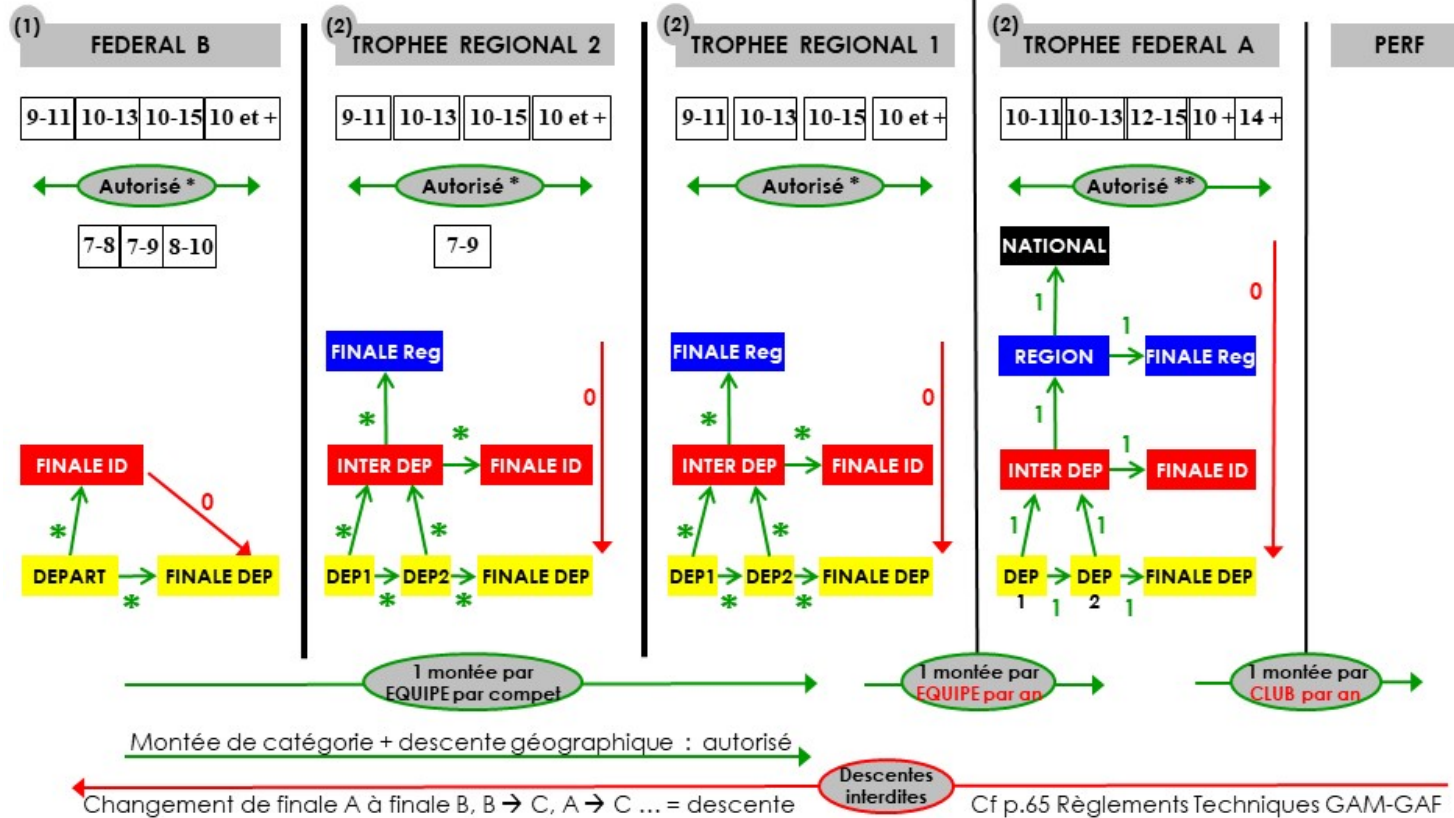 (1) FEDERAL B
(2) TROPHEE REGIONAL 2
(2) TROPHEE REGIONAL 1
(2) TROPHEE FEDERAL A
PERF
9-11 10-13 10-15 10 et +
9-11 10-13 10-15 10 et +
9-11 10-13 10-15 10 et +
10-11 10-13 12-15 10 + 14 +
Autorisé *
Autorisé *
Autorisé *
Autorisé **
7-8 7-9 8-10
7-9
NATIONAL
1
0
FINALE Reg
0
FINALE Reg
0
REGION
1
FINALE Reg
*
*
1
FINALE ID
0
INTER DEP
*
FINALE ID
INTER DEP
*
FINALE ID
INTER DEP
1
FINALE ID
*
* *
* *
1 1
DEPART
*
FINALE DEP
DEP1
*
DEP2
*
FINALE DEP
DEP1
*
DEP2
*
FINALE DEP
DEP
1
1
DEP
2
1
FINALE DEP
1 montée par
EQUIPE par compet
1 montée par
EQUIPE par an
1 montée par
CLUB par an
Montée de catégorie + descente géographique : autorisé
Descentes
interdites
Changement de finale A à finale B, B → C, A → C ... = descente
Cf p.65 Règlements Techniques GAM-GAF